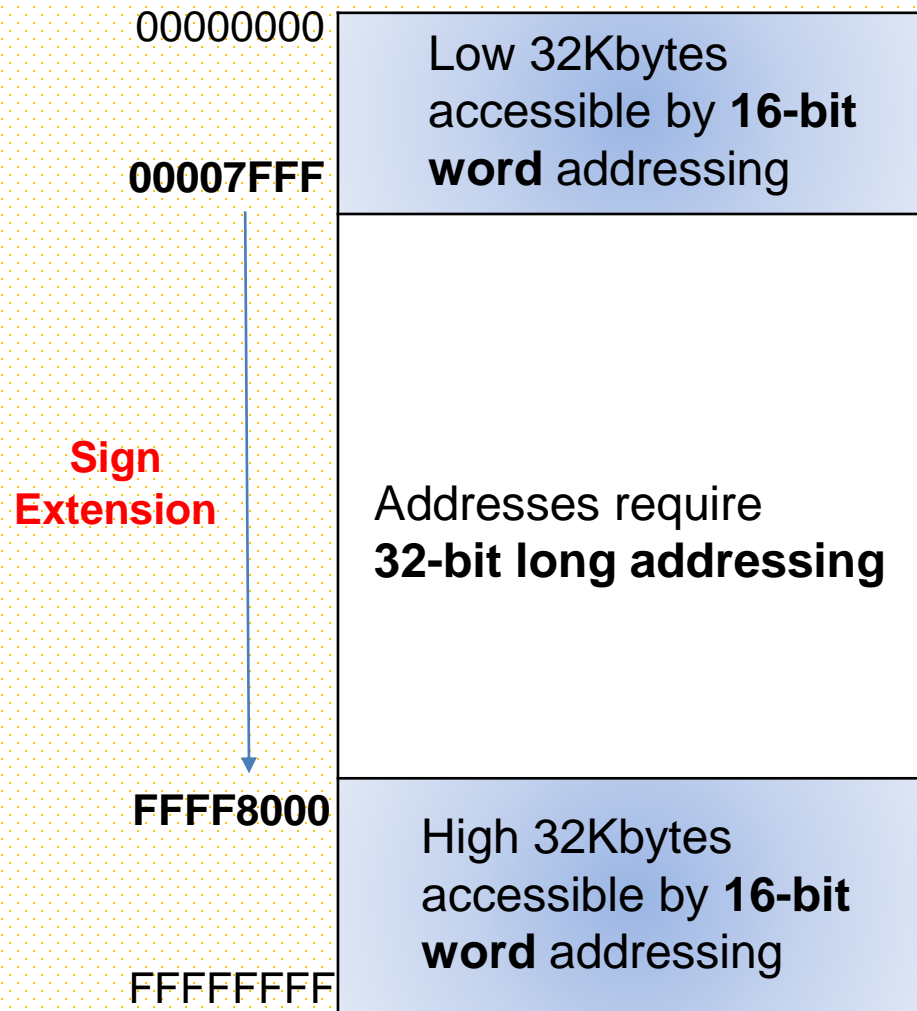 00000000
Low 32Kbytes
accessible by 16-bit
word addressing
00007FFF
Sign
Extension
Addresses require
32-bit long addressing
FFFF8000
High 32Kbytes
accessible by 16-bit
word addressing
FFFFFFFF